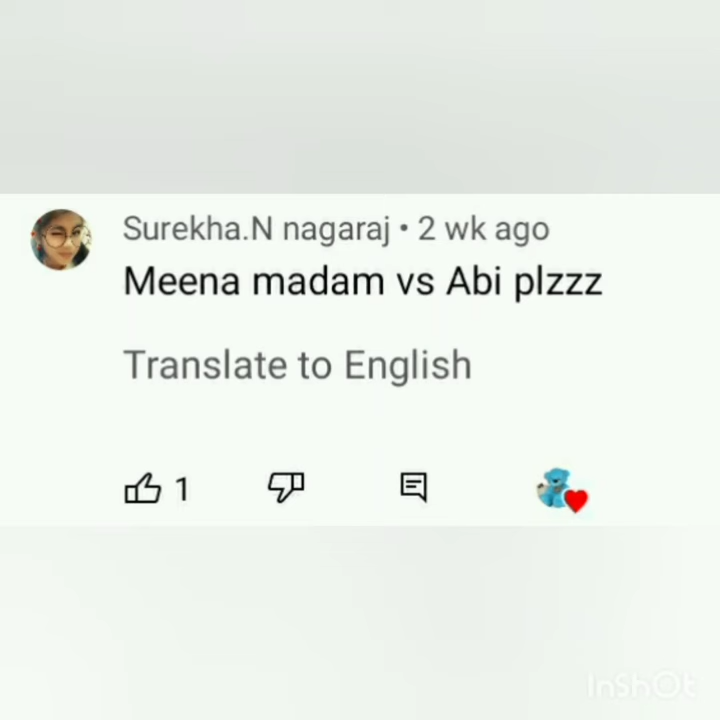 Surekha.N nagaraj • 2 wk ago
Meena madam vs Abi plzzz
Translate to English
1
InShOt